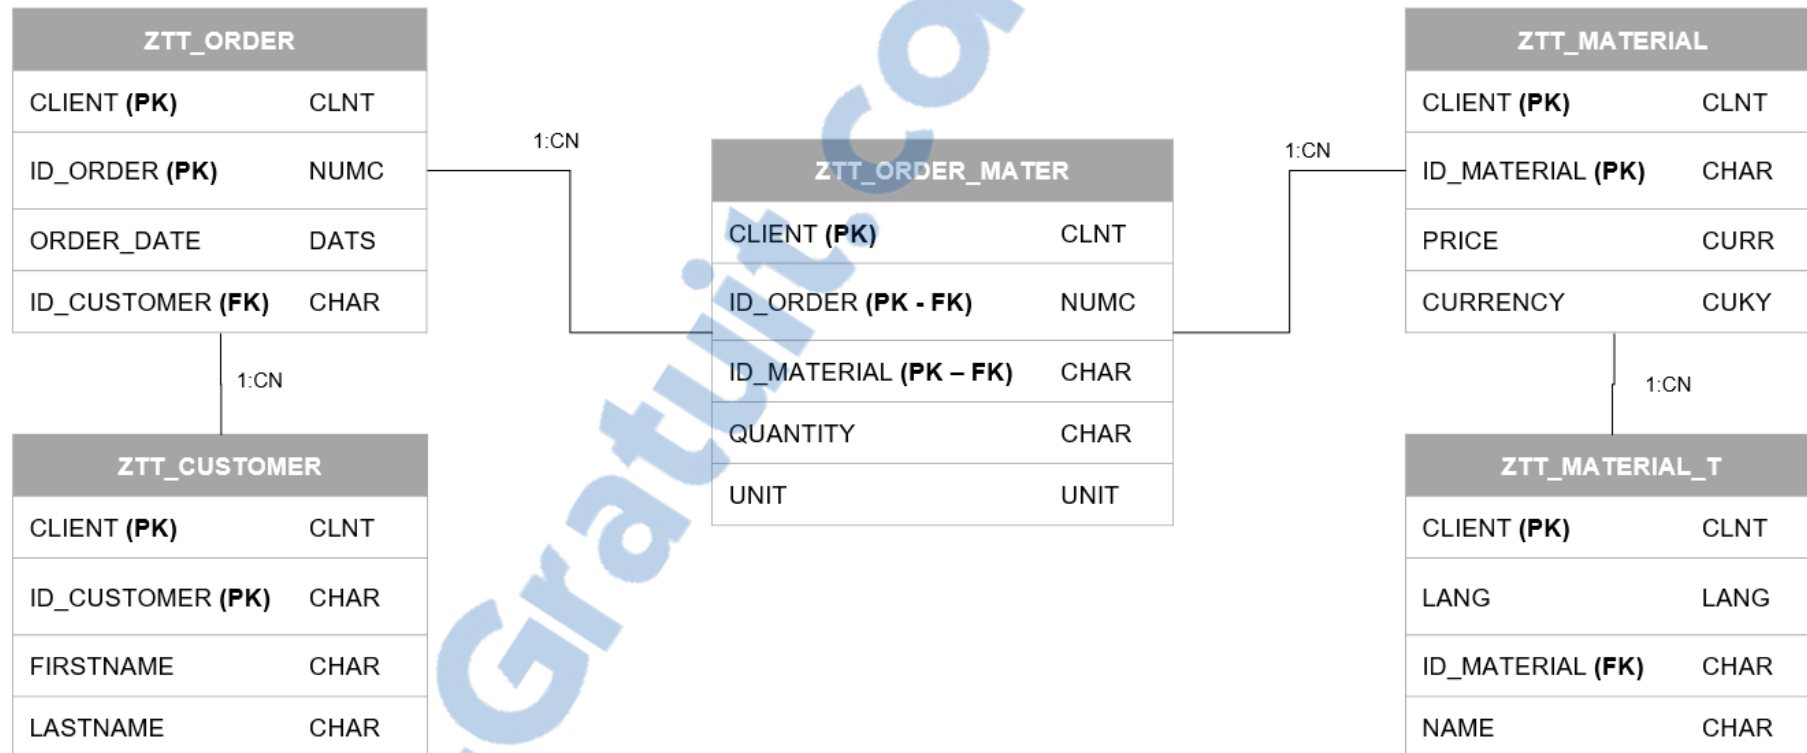 ZTT_ORDER
CLIENT (PK) CLNT
ID_ORDER (PK) NUMC
ORDER_DATE DATS
ID_CUSTOMER (FK) CHAR
1:CN
ZTT_CUSTOMER
CLIENT (PK) CLNT
ID_CUSTOMER (PK) CHAR
FIRSTNAME CHAR
LASTNAME CHAR
1:CN
ZTT_ORDER_MATER
CLIENT (PK) CLNT
ID_ORDER (PK - FK) NUMC
ID_MATERIAL (PK – FK) CHAR
QUANTITY CHAR
UNIT UNIT
1:CN
ZTT_MATERIAL
CLIENT (PK) CLNT
ID_MATERIAL (PK) CHAR
PRICE CURR
CURRENCY CUKY
1:CN
ZTT_MATERIAL_T
CLIENT (PK) CLNT
LANG LANG
ID_MATERIAL (FK) CHAR
NAME CHAR
Gratuit.co